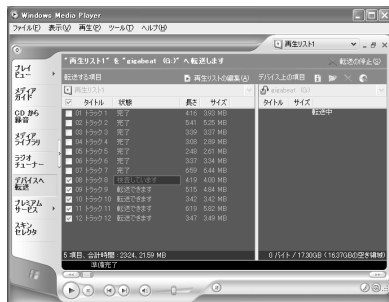 Windows Media Player
ファイル(F) 表示(V) 再生(P) ツール(T) ヘルプ(H)
再生リスト1
"再生リスト1" を "gigabeat (G:)" へ転送します
転送の停止(S)
転送する項目
再生リストの編集(A)
デバイス上の項目
再生リスト1
gigabeat (G:)
タイトル 状態 長さ サイズ
タイトル サイズ
転送中
01 トラック 1 完了 4:16 3.93 MB
02 トラック 2 完了 5:41 5.25 MB
03 トラック 3 完了 3:39 3.37 MB
04 トラック 4 完了 3:08 2.89 MB
05 トラック 5 完了 2:48 2.61 MB
06 トラック 6 完了 3:37 3.34 MB
07 トラック 7 完了 6:59 6.44 MB
08 トラック 8 検査しています 4:19 4.00 MB
09 トラック 9 転送できます 5:15 4.84 MB
10 トラック 10 転送できます 3:42 3.42 MB
11 トラック 11 転送できます 6:19 5.82 MB
12 トラック 12 転送できます 3:47 3.49 MB
プレイ
ビュー
メディア
ガイド
CD から
録音
メディア
ライブラリ
ラジオ
チューナー
デバイスへ
転送
プレミアム
サービス
スキン
セレクタ
5 項目、合計時間 : 23:24, 21.59 MB
0 バイト / 17.30GB (16.37GBの空き領域)
準備完了